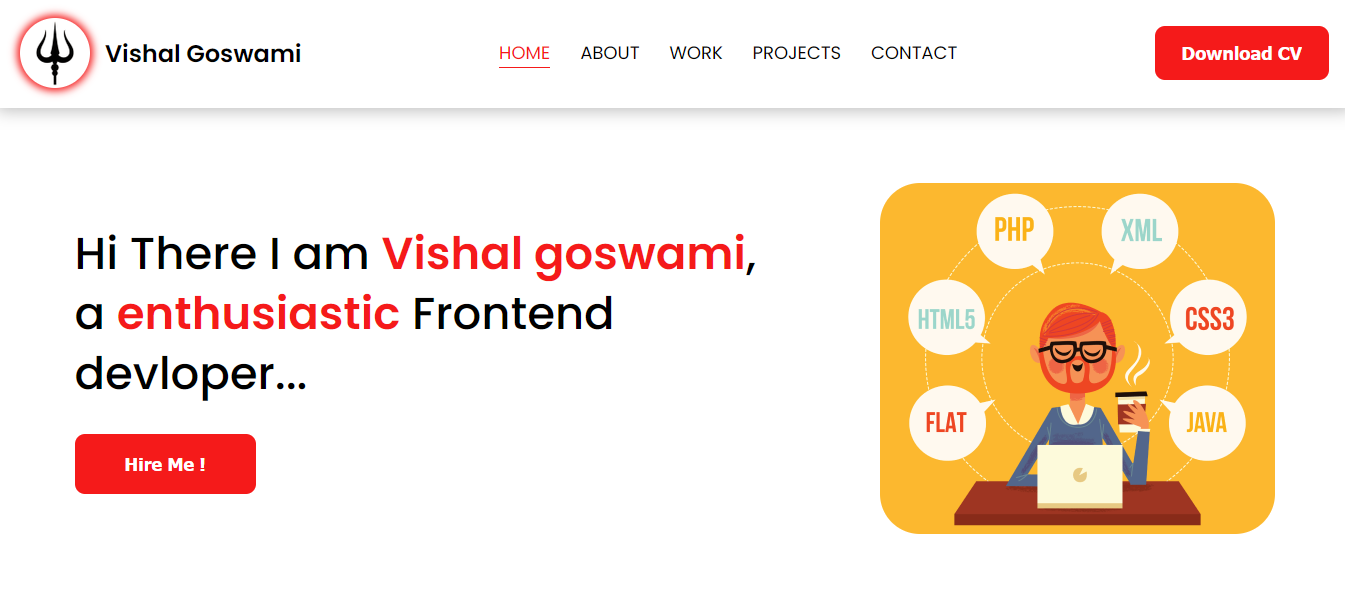 Vishal Goswami
HOME ABOUT WORK PROJECTS CONTACT
Download CV
Hi There I am Vishal goswami,
a enthusiastic Frontend
devloper...
Hire Me !
PHP
XML
HTML5
CSS3
FLAT
JAVA